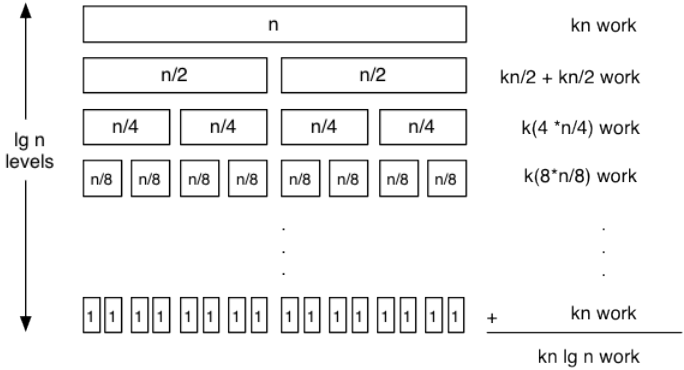 n kn work
n/2 n/2 kn/2 + kn/2 work
n/4 n/4 n/4 n/4 k(4 *n/4) work
lg n
levels
n/8 n/8 n/8 n/8 n/8 n/8 n/8 n/8 k(8*n/8) work
. .
. .
. .
1 1 1 1 1 1 1 1 1 1 1 1 1 1 1 1 + kn work
kn lg n work